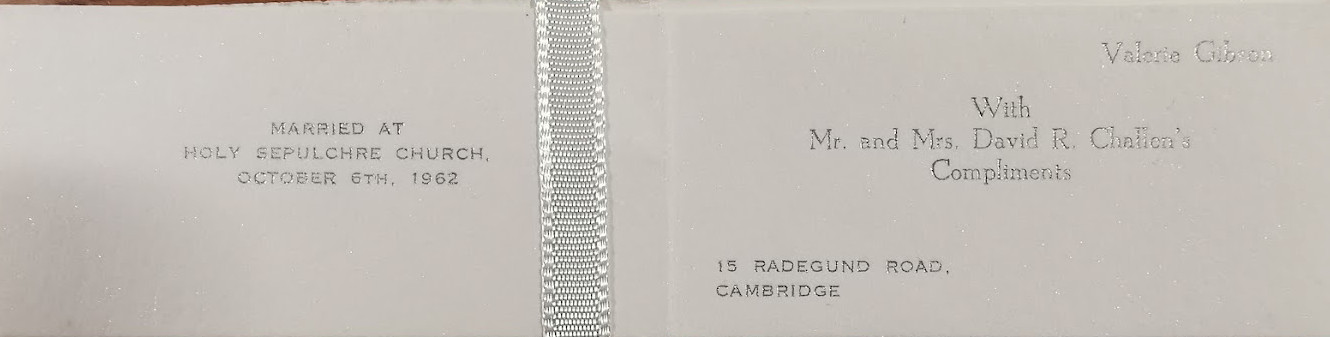 MARRIED AT
HOLY SEPULCHRE CHURCH,
OCTOBER 6TH, 1962
Valerie Gibson
With
Mr. and Mrs. David R. Challon's
Compliments
15 RADEGUND ROAD,
CAMBRIDGE